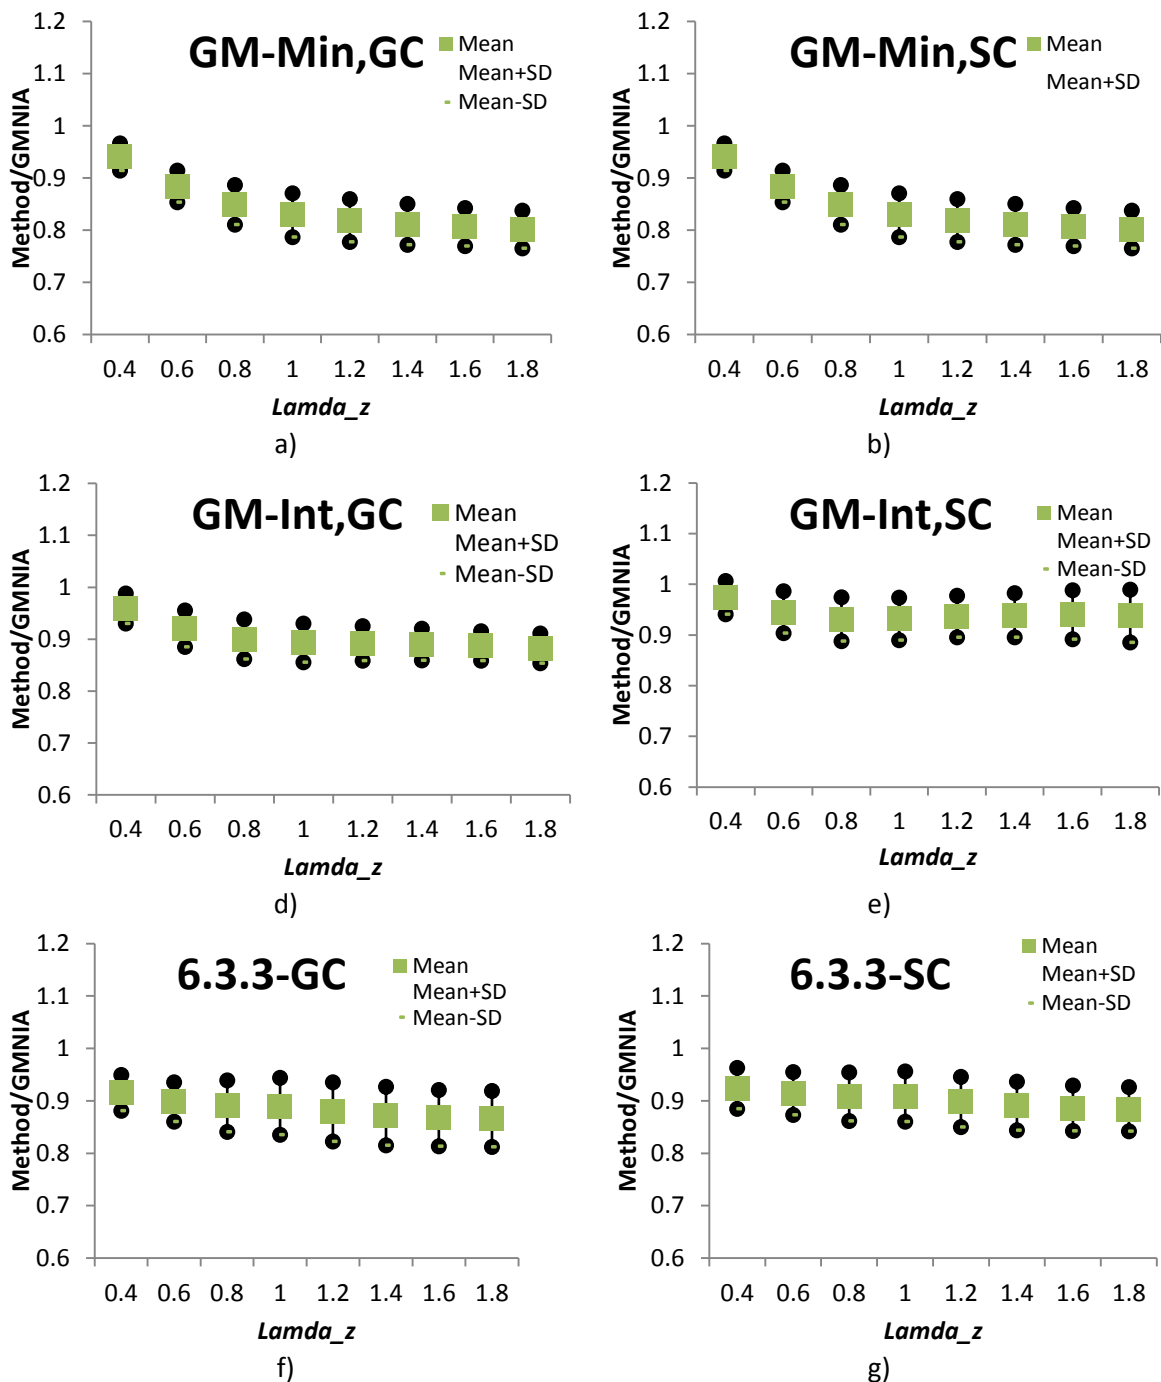 GM-Min,GC
Mean
Mean+SD
Mean-SD
Method/GMNIA
1.2
1.1
1
0.9
0.8
0.7
0.6
0.4 0.6 0.8 1 1.2 1.4 1.6 1.8
Lamda_z
a)
GM-Min,SC
Mean
Mean+SD
Method/GMNIA
1.2
1.1
1
0.9
0.8
0.7
0.6
0.4 0.6 0.8 1 1.2 1.4 1.6 1.8
Lamda_z
b)
GM-Int,GC
Mean
Mean+SD
Mean-SD
Method/GMNIA
1.2
1.1
1
0.9
0.8
0.7
0.6
0.4 0.6 0.8 1 1.2 1.4 1.6 1.8
Lamda_z
d)
GM-Int,SC
Mean
Mean+SD
Mean-SD
Method/GMNIA
1.2
1.1
1
0.9
0.8
0.7
0.6
0.4 0.6 0.8 1 1.2 1.4 1.6 1.8
Lamda_z
e)
6.3.3-GC
Mean
Mean+SD
Mean-SD
Method/GMNIA
1.2
1.1
1
0.9
0.8
0.7
0.6
0.4 0.6 0.8 1 1.2 1.4 1.6 1.8
Lamda_z
f)
6.3.3-SC
Mean
Mean+SD
Mean-SD
Method/GMNIA
1.2
1.1
1
0.9
0.8
0.7
0.6
0.4 0.6 0.8 1 1.2 1.4 1.6 1.8
Lamda_z
g)